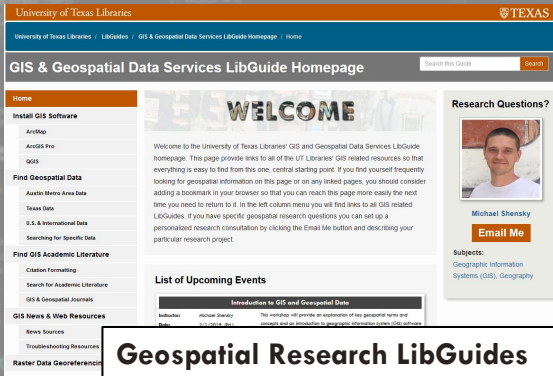 University of Texas Libraries
TEXAS
University of Texas Libraries / LibGuides / GIS & Geospatial Data Services LibGuide Homepage / Home
GIS & Geospatial Data Services LibGuide Homepage
Search this Guide
Search
Home
Install GIS Software
ArcMap
ArcGIS Pro
QGIS
Find Geospatial Data
Austin Metro Area Data
Texas Data
U.S. & International Data
Searching for Specific Data
Find GIS Academic Literature
Citation Formatting
Search for Academic Literature
GIS & Geospatial Journals
GIS News & Web Resources
News Sources
Troubleshooting Resources
Raster Data Georeferencin
WELCOME
Welcome to the University of Texas Libraries' GIS and Geospatial Data Services LibGuide
homepage. This page provide links to all of the UT Libraries' GIS related resources so that
everything is easy to find from this one, central starting point. If you find yourself frequently
looking for geospatial information on this page or on any linked pages, you should consider
adding a bookmark in your browser so that you can reach this page more easily the next
time you need to return to it. In the left column menu you will find links to all GIS related
LibGuides. If you have specific geospatial research questions you can set up a
personalized research consultation by clicking the Email Me button and describing your
particular research project.
List of Upcoming Events
Introduction to GIS and Geospatial Data
Instructor Michael Shensky
This workshop will provide an exploration of key geospatial terms and
Date 2/1/2019 (Fri)
concepts and an introduction to geographic information system (GIS) software
Research Questions?
Michael Shensky
Email Me
Subjects:
Geographic Information
Systems (GIS), Geography
Geospatial Research LibGuides